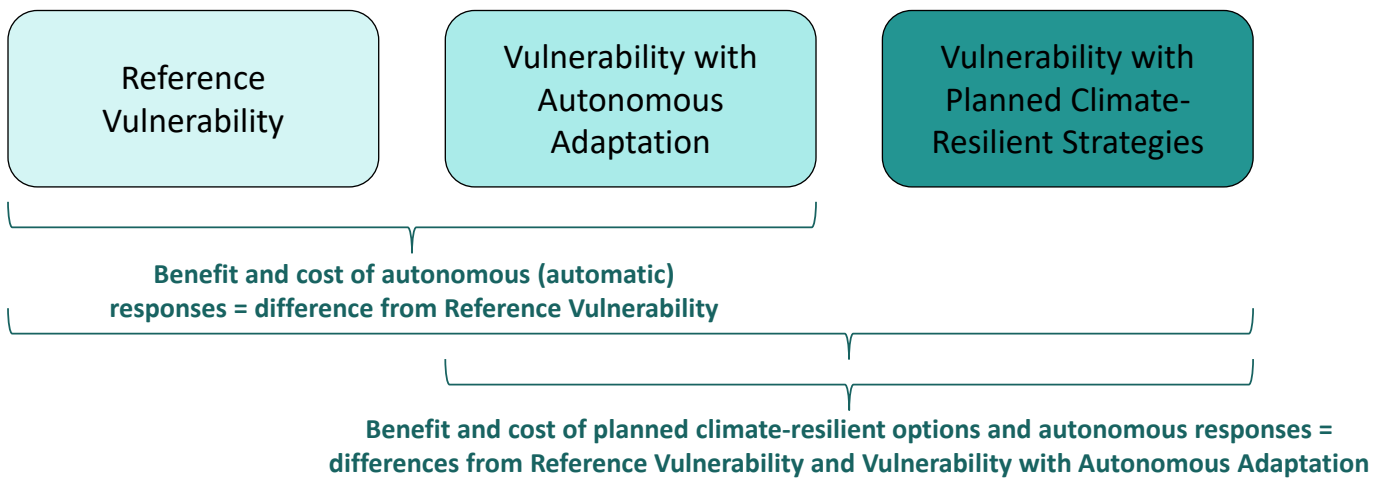 Reference
Vulnerability
Vulnerability with
Autonomous
Adaptation
Vulnerability with
Planned Climate-
Resilient Strategies
Benefit and cost of autonomous (automatic)
responses = difference from Reference Vulnerability
Benefit and cost of planned climate-resilient options and autonomous responses =
differences from Reference Vulnerability and Vulnerability with Autonomous Adaptation